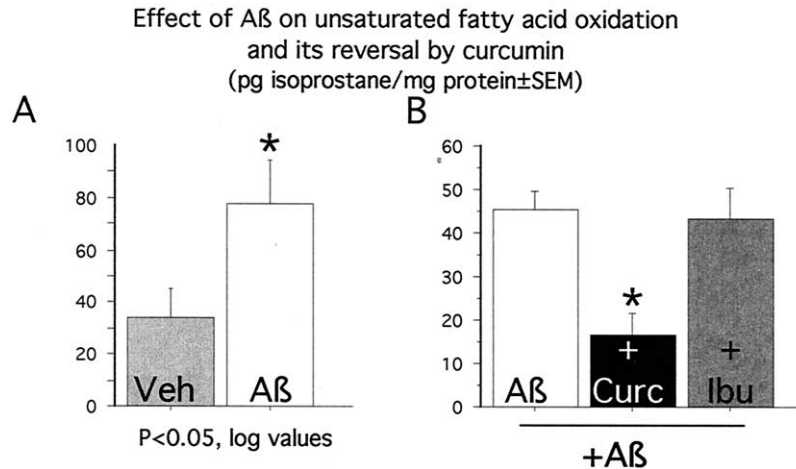 Effect of Aß on unsaturated fatty acid oxidation
and its reversal by curcumin
(pg isoprostane/mg protein±SEM)
A
100
80
60
40
20
0
*
Veh
Aß
P<0.05, log values
B
60
50
40
30
20
10
0
*
Aß
+
Curc
+
Ibu
+Aß